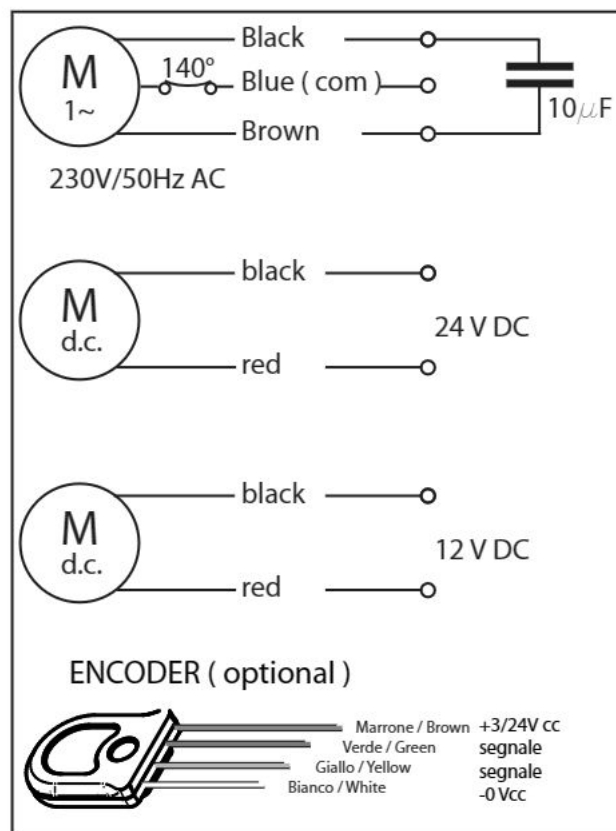 Black
M 140° Blue ( com )
1~ 10µF
Brown
230V/50Hz AC
black
M 24 V DC
d.c.
red
black
M 12 V DC
d.c.
red
ENCODER ( optional )
Marrone / Brown +3/24V cc
Verde / Green segnale
Giallo / Yellow segnale
Bianco / White -0 Vcc